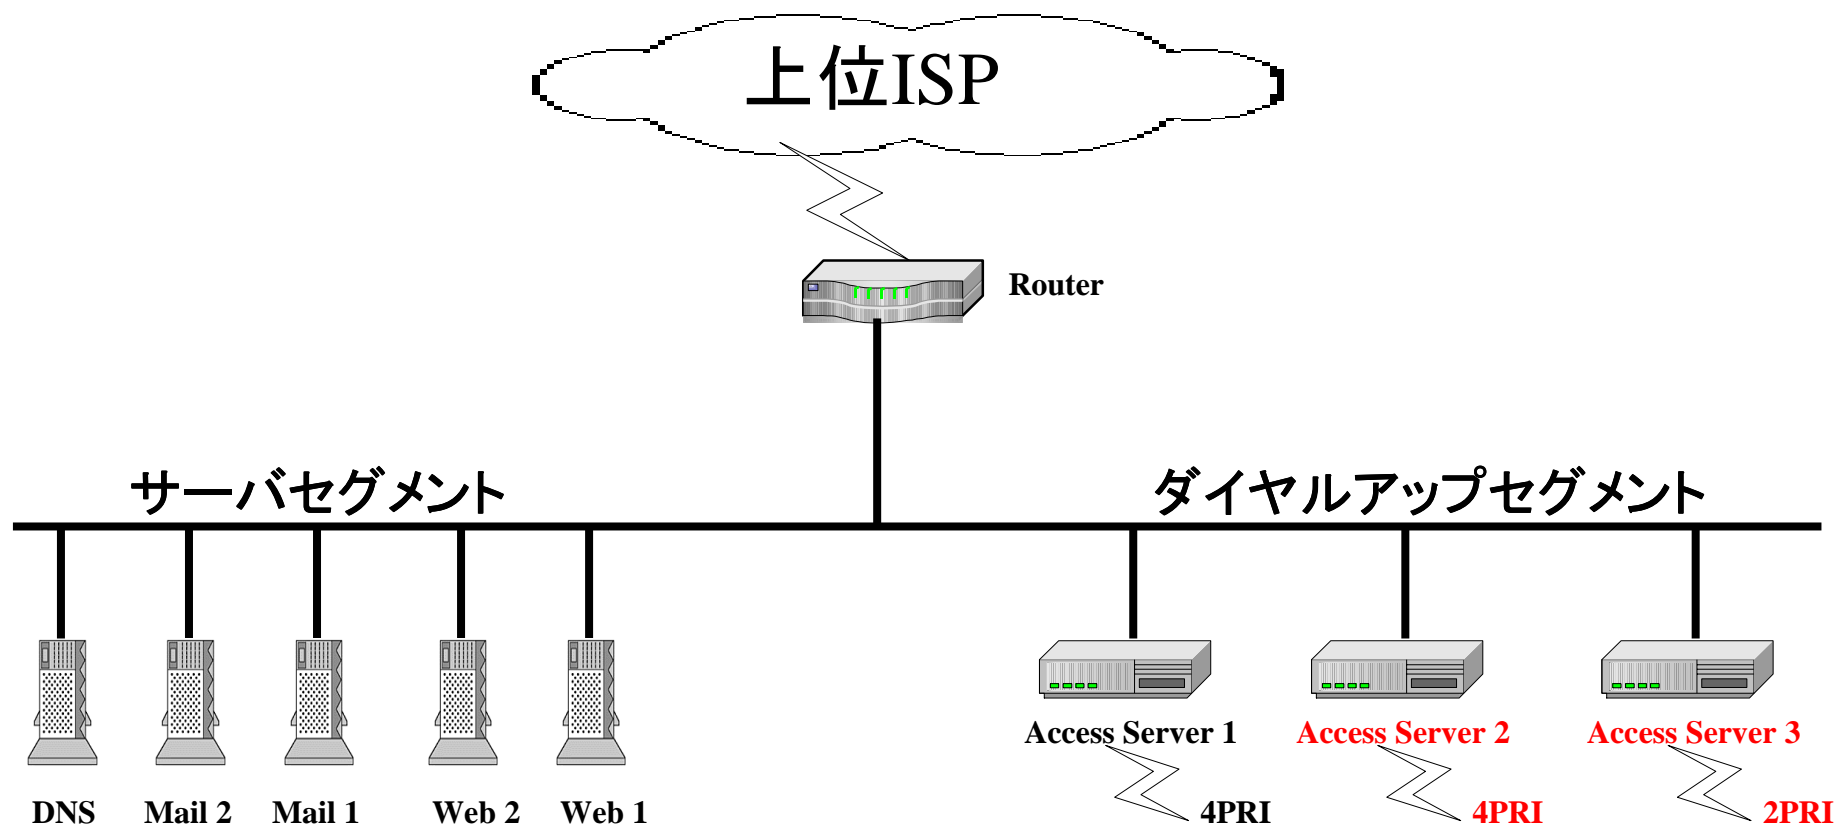 上位ISP
Router
サーバセグメント
ダイヤルアップセグメント
Access Server 1
Access Server 2
Access Server 3
DNS
Mail 2
Mail 1
Web 2
Web 1
4PRI
4PRI
2PRI